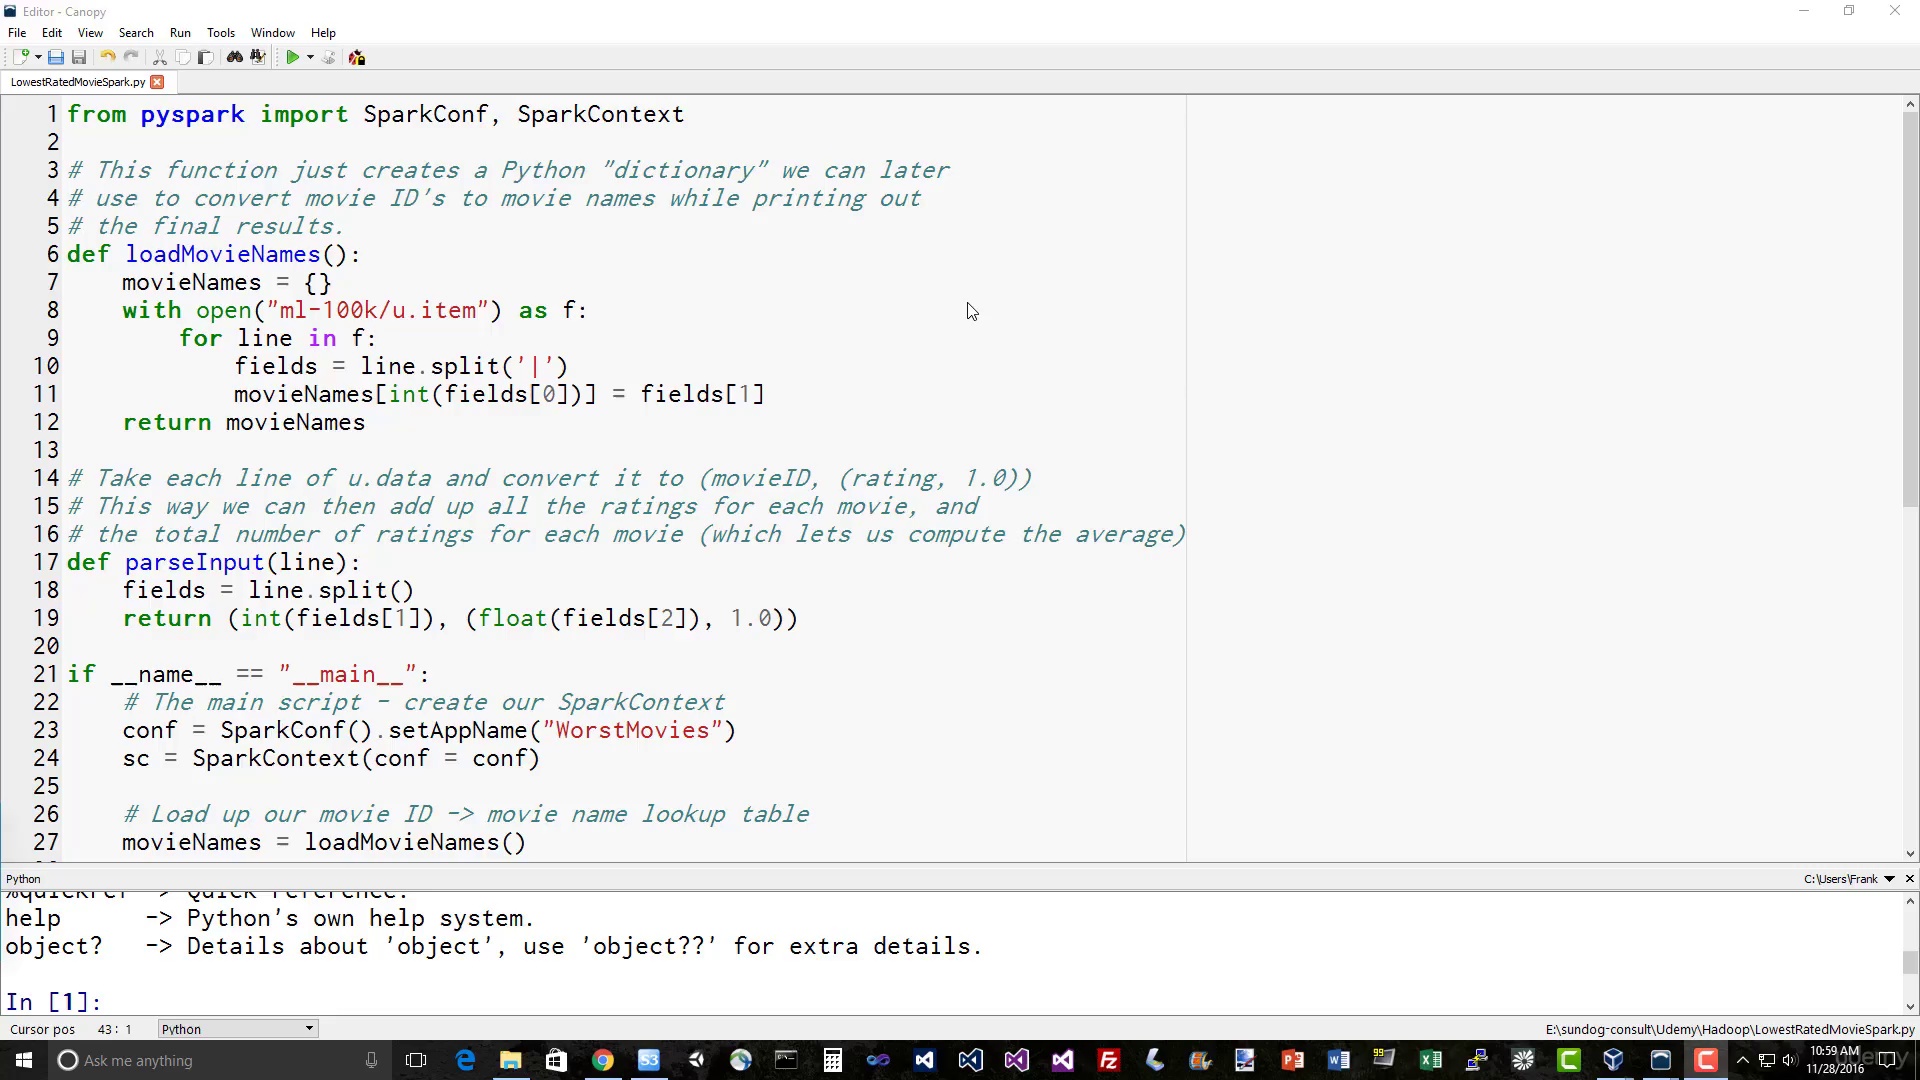 Editor - Canopy
File Edit View Search Run Tools Window Help
LowestRatedMovieSpark.py
1 from pyspark import SparkConf, SparkContext
2
3 # This function just creates a Python "dictionary" we can later
4 # use to convert movie ID's to movie names while printing out
5 # the final results.
6 def loadMovieNames():
7     movieNames = {}
8     with open("ml-100k/u.item") as f:
9         for line in f:
10             fields = line.split('|')
11             movieNames[int(fields[0])] = fields[1]
12     return movieNames
13
14 # Take each line of u.data and convert it to (movieID, (rating, 1.0))
15 # This way we can then add up all the ratings for each movie, and
16 # the total number of ratings for each movie (which lets us compute the average)
17 def parseInput(line):
18     fields = line.split()
19     return (int(fields[1]), (float(fields[2]), 1.0))
20
21 if __name__ == "__main__":
22     # The main script - create our SparkContext
23     conf = SparkConf().setAppName("WorstMovies")
24     sc = SparkContext(conf = conf)
25
26     # Load up our movie ID -> movie name lookup table
27     movieNames = loadMovieNames()
Python C:\Users\Frank
%quickref -> Quick reference.
help -> Python's own help system.
object? -> Details about 'object', use 'object??' for extra details.
In [1]:
Cursor pos 43: 1 Python E:\sundog-consult\Udemy\Hadoop\LowestRatedMovieSpark.py
Ask me anything
10:59 AM
11/28/2016
udemy